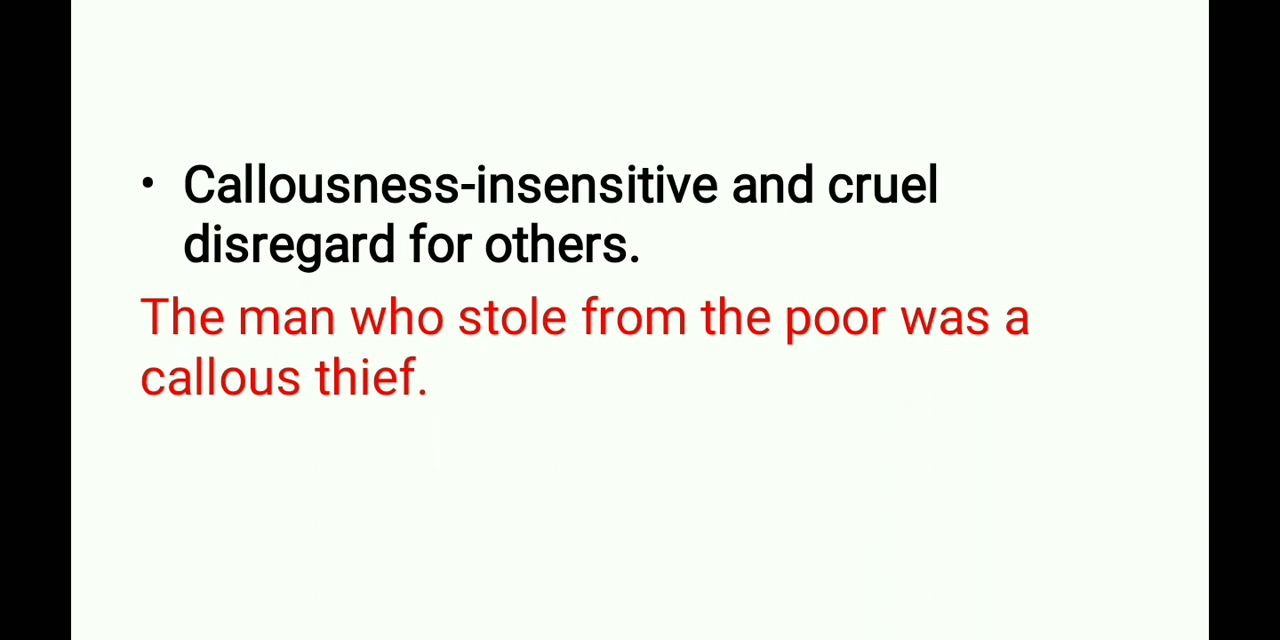 • Callousness-insensitive and cruel
disregard for others.
The man who stole from the poor was a
callous thief.